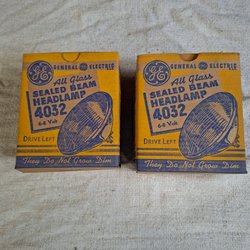 GE GENERAL GE ELECTRIC
All Glass
SEALED BEAM
HEADLAMP
4032
6-8 Volt
DRIVE LEFT
They Do Not Grow Dim
GE GENERAL GE ELECTRIC
All Glass
SEALED BEAM
HEADLAMP
4032
6-8 Volt
DRIVE LEFT
They Do Not Grow Dim